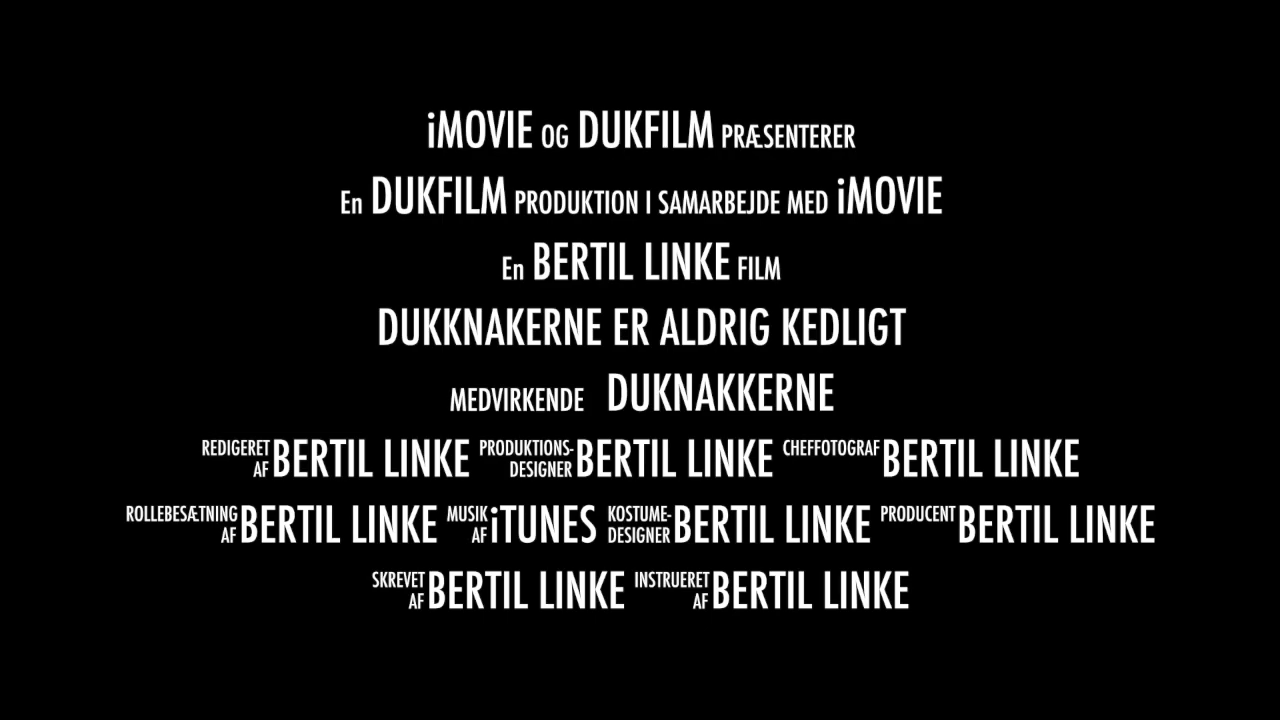 iMOVIE OG DUKFILM PRÆSENTERER
En DUKFILM PRODUKTION I SAMARBEJDE MED iMOVIE
En BERTIL LINKE FILM
DUKKNAKERNE ER ALDRIG KEDLIGT
MEDVIRKENDE DUKNAKKERNE
REDIGERET AF BERTIL LINKE PRODUKTIONS-DESIGNER BERTIL LINKE CHEFFOTOGRAF BERTIL LINKE
ROLLEBESÆTNING AF BERTIL LINKE MUSIK AF iTUNES KOSTUME-DESIGNER BERTIL LINKE PRODUCENT BERTIL LINKE
SKREVET AF BERTIL LINKE INSTRUERET AF BERTIL LINKE